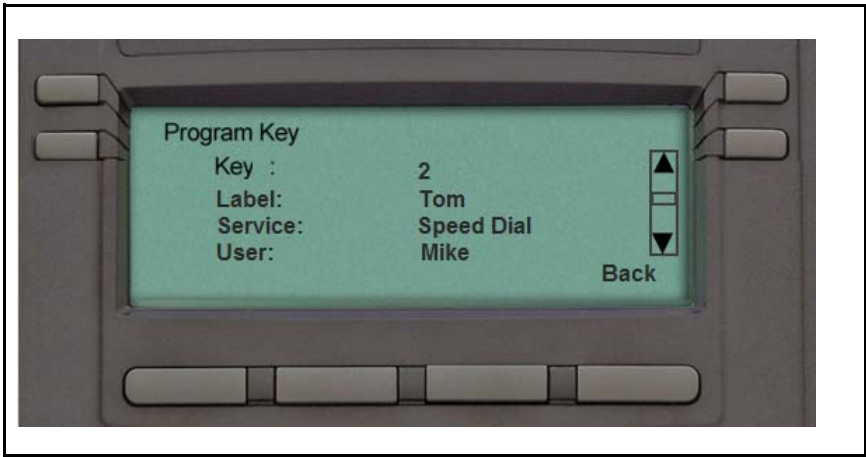 Program Key
Key : 2
Label: Tom
Service: Speed Dial
User: Mike
Back